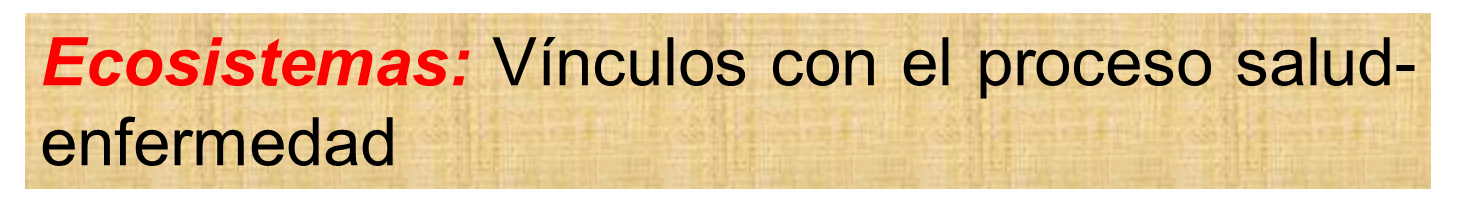 Ecosistemas: Vínculos con el proceso salud-
enfermedad